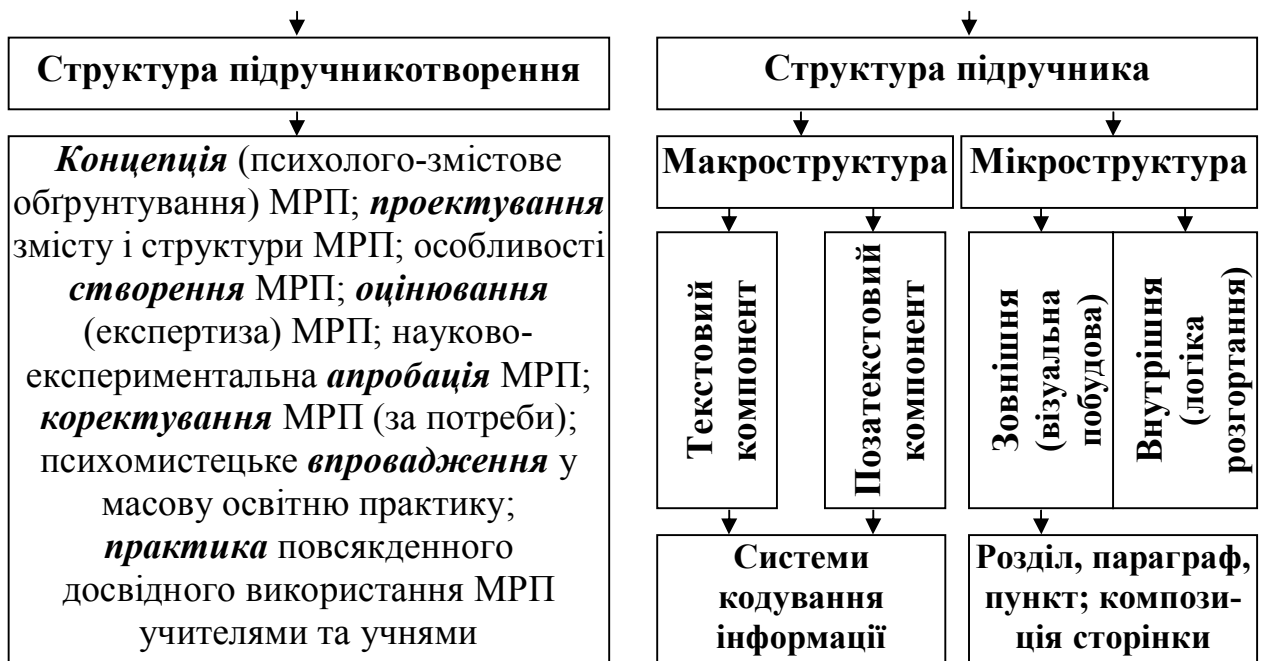 Структура підручникотворення
Концепція (психолого-змістове
обґрунтування) МРП; проектування
змісту і структури МРП; особливості
створення МРП; оцінювання
(експертиза) МРП; науково-
експериментальна апробація МРП;
коректування МРП (за потреби);
психомистецьке впровадження у
масову освітню практику;
практика повсякденного
досвідного використання МРП
учителями та учнями
Структура підручника
Макроструктура
Мікроструктура
Текстовий
компонент
Позатекстовий
компонент
Зовнішня
(візуальна
побудова)
Внутрішня
(логіка
розгортання)
Системи
кодування
інформації
Розділ, параграф,
пункт; компози-
ція сторінки